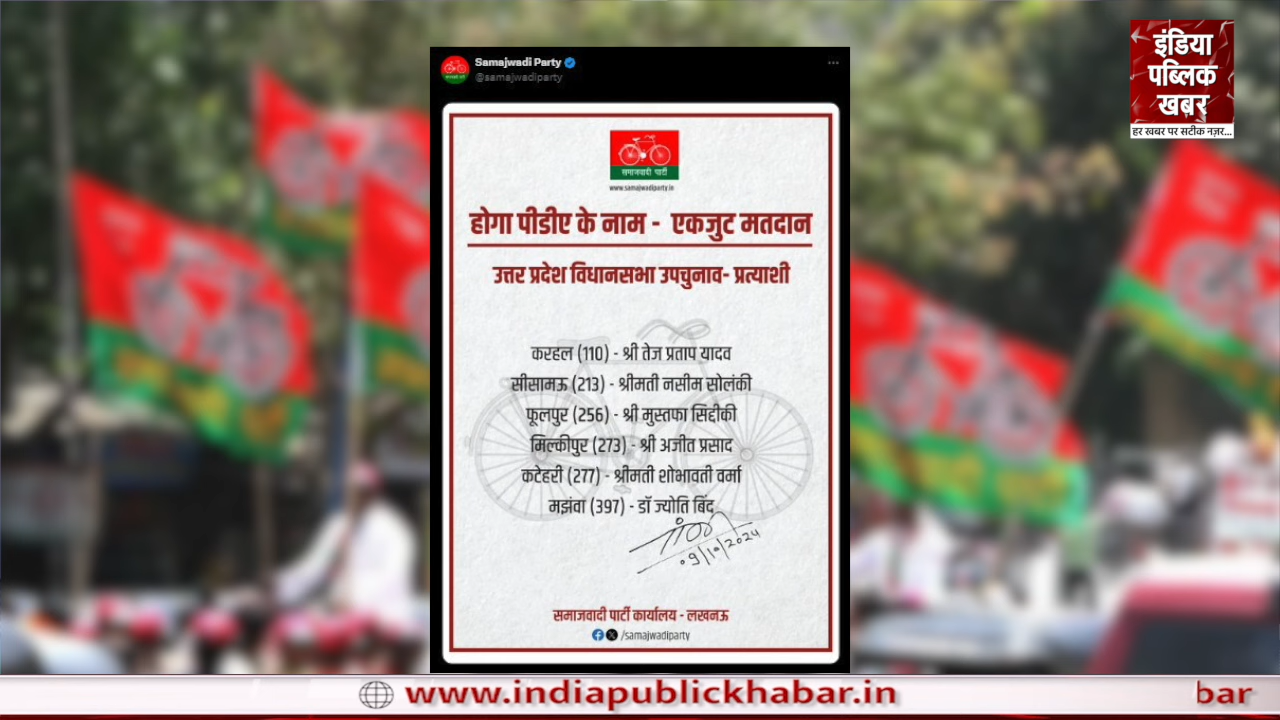 Samajwadi Party
@samajwadiparty
इंडिया
पब्लिक
खबर
हर खबर पर सटीक नज़र...
समाजवादी पार्टी
www.samajwadiparty.in
होगा पीडीए के नाम - एकजुट मतदान
उत्तर प्रदेश विधानसभा उपचुनाव- प्रत्याशी
करहल (110) - श्री तेज प्रताप यादव
सीसामऊ (213) - श्रीमती नसीम सोलंकी
फूलपुर (256) - श्री मुस्तफा सिद्दीकी
मिल्कीपुर (273) - श्री अजीत प्रसाद
कटेहरी (277) - श्रीमती शोभावती वर्मा
मझंवा (397) - डॉ ज्योति बिंद
09/10/2024
समाजवादी पार्टी कार्यालय - लखनऊ
/samajwadiparty
www.indiapublickhabar.in
bar